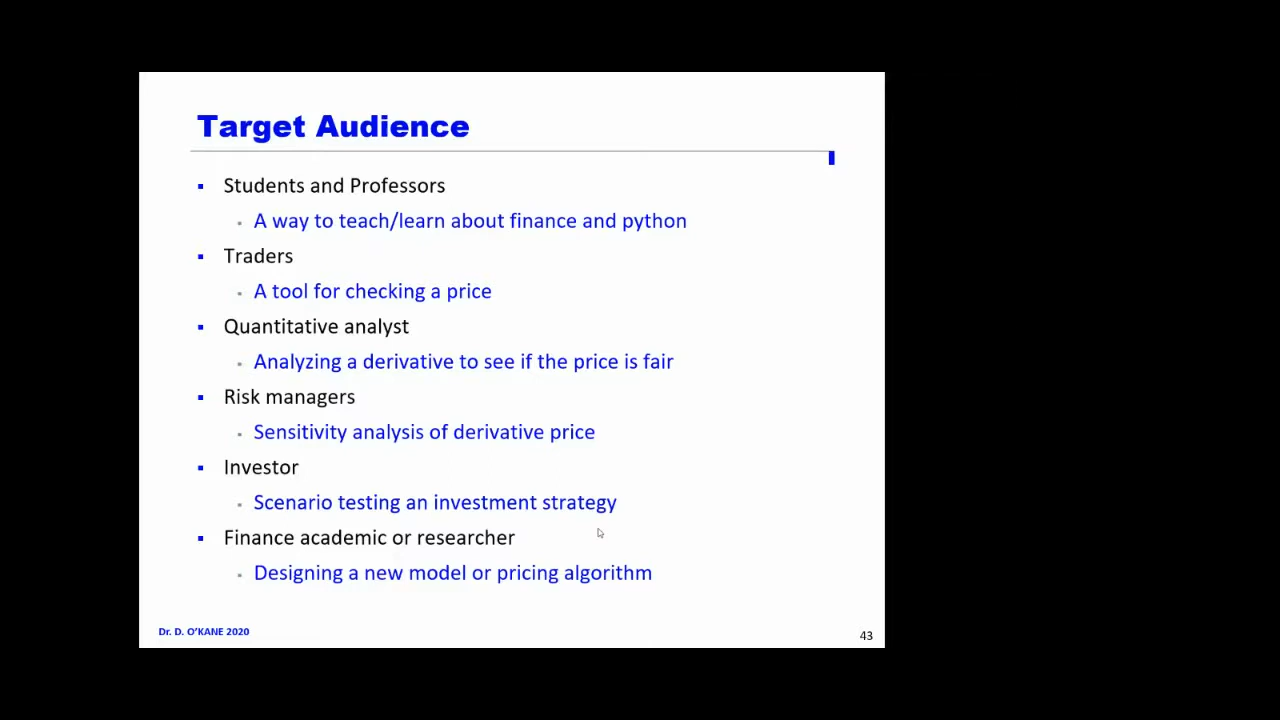 Target Audience
Students and Professors
A way to teach/learn about finance and python
Traders
A tool for checking a price
Quantitative analyst
Analyzing a derivative to see if the price is fair
Risk managers
Sensitivity analysis of derivative price
Investor
Scenario testing an investment strategy
Finance academic or researcher
Designing a new model or pricing algorithm
Dr. D. O'KANE 2020
43